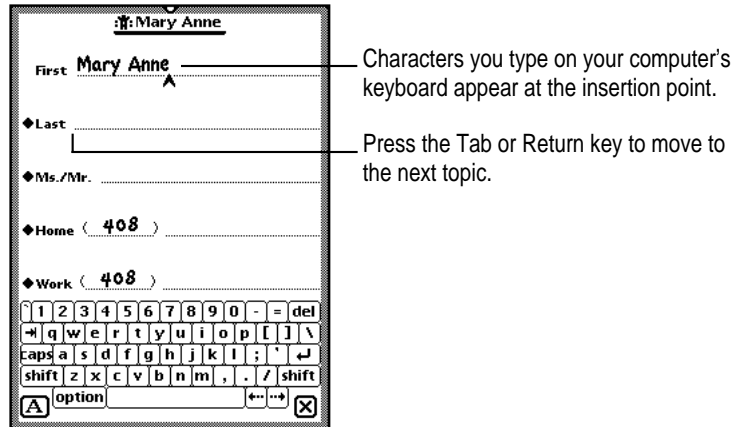 Mary Anne
First Mary Anne
Characters you type on your computer's
keyboard appear at the insertion point.
◆Last
Press the Tab or Return key to move to
the next topic.
◆Ms./Mr.
◆Home ( 408 )
◆Work ( 408 )
` 1 2 3 4 5 6 7 8 9 0 - = del
q w e r t y u i o p [ ] \
caps a s d f g h j k l ; '
shift z x c v b n m , . / shift
A option